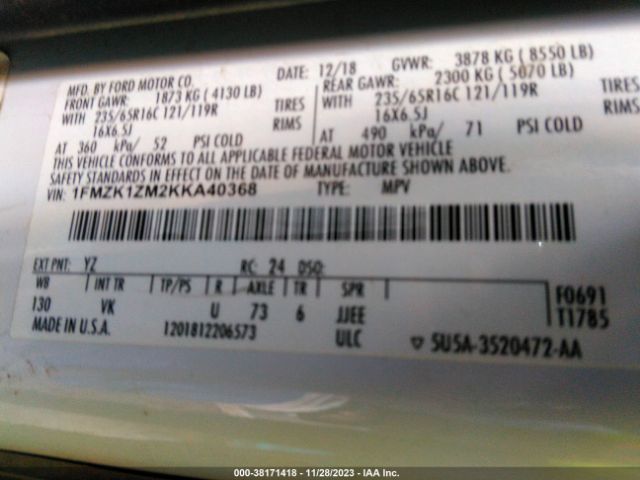 MFD. BY FORD MOTOR CO.
DATE: 12/18 GVWR: 3878 KG ( 8550 LB)
FRONT GAWR: 1873 KG ( 4130 LB) REAR GAWR: 2300 KG ( 5070 LB)
WITH 235/65R16C 121/119R TIRES WITH 235/65R16C 121/119R TIRES
16X6.5J RIMS 16X6.5J RIMS
AT 360 kPa/ 52 PSI COLD AT 490 kPa/ 71 PSI COLD
THIS VEHICLE CONFORMS TO ALL APPLICABLE FEDERAL MOTOR VEHICLE
SAFETY STANDARDS IN EFFECT ON THE DATE OF MANUFACTURE SHOWN ABOVE.
VIN: 1FMZK1ZM2KKA40368 TYPE: MPV
EXT PNT: YZ RC: 24 DSO:
WB INT TR TP/PS R AXLE TR SPR F0691
130 VK U 73 6 JJEE T1785
MADE IN U.S.A. 1201812206573 ULC 5U5A-3520472-AA
000-38171418 - 11/28/2023 - IAA Inc.